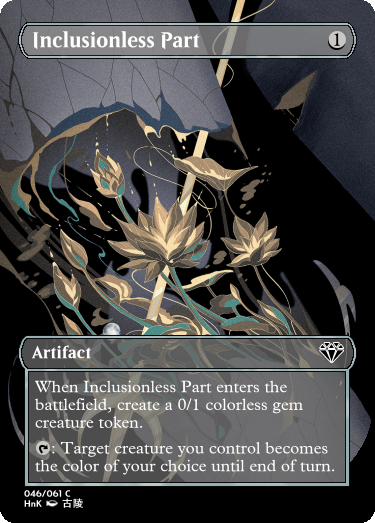 Inclusionless Part 1
Artifact
When Inclusionless Part enters the
battlefield, create a 0/1 colorless gem
creature token.
: Target creature you control becomes
the color of your choice until end of turn.
046/061 C
HnK 古陵